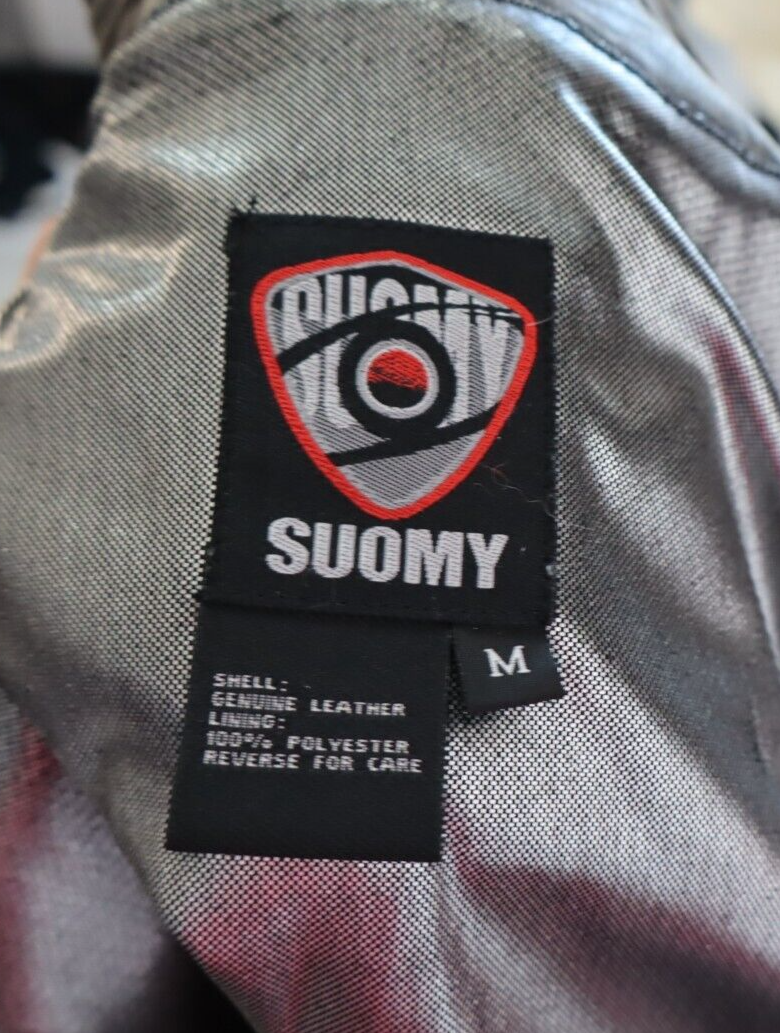 SUOMY
SUOMY
M
SHELL:
GENUINE LEATHER
LINING:
100% POLYESTER
REVERSE FOR CARE